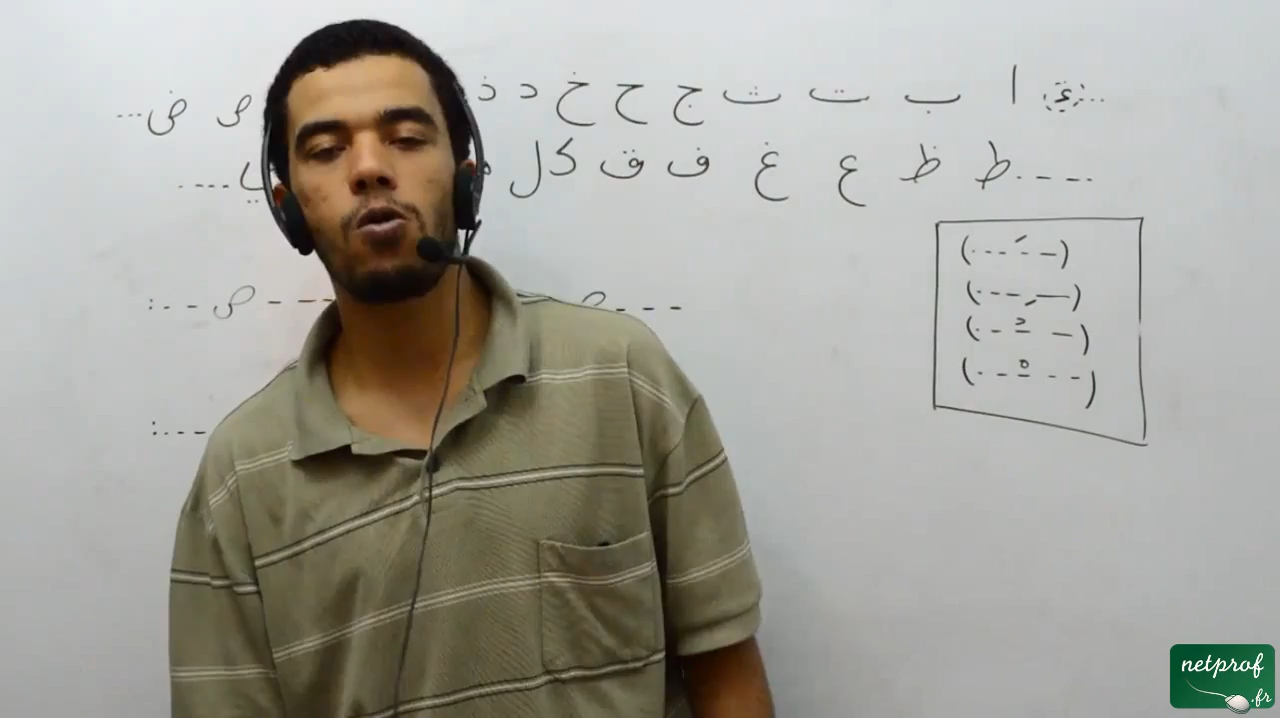 ...ء ا ب ت ث ج ح خ د ذ ص ض...
....ط ظ ع غ ف ق ك ل ....
--- ص ---- ص --:
---:
(---َ--)
(---ِ--)
(---ُ--)
(---ْ--)
netprof
.fr